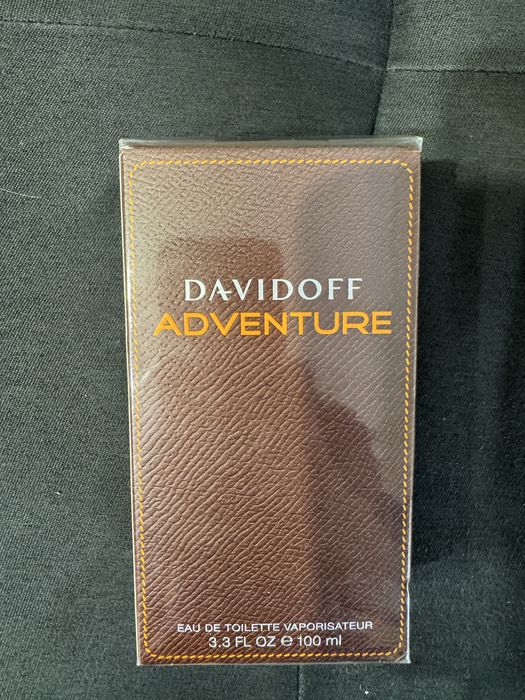 DAVIDOFF
ADVENTURE
EAU DE TOILETTE VAPORISATEUR
3.3 FL OZ ℮ 100 ml